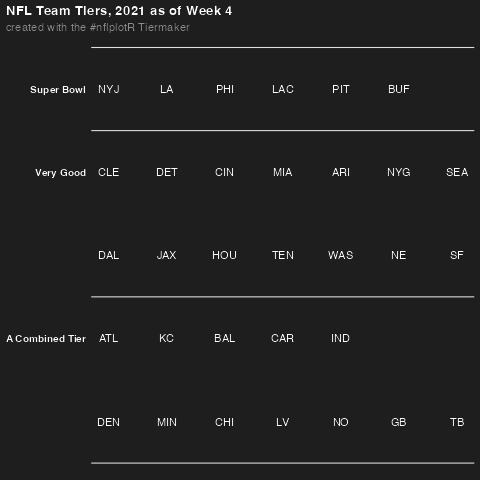 NFL Team Tiers, 2021 as of Week 4
created with the #nflplotR Tiermaker
Super Bowl NYJ LA PHI LAC PIT BUF
Very Good CLE DET CIN MIA ARI NYG SEA
DAL JAX HOU TEN WAS NE SF
A Combined Tier ATL KC BAL CAR IND
DEN MIN CHI LV NO GB TB